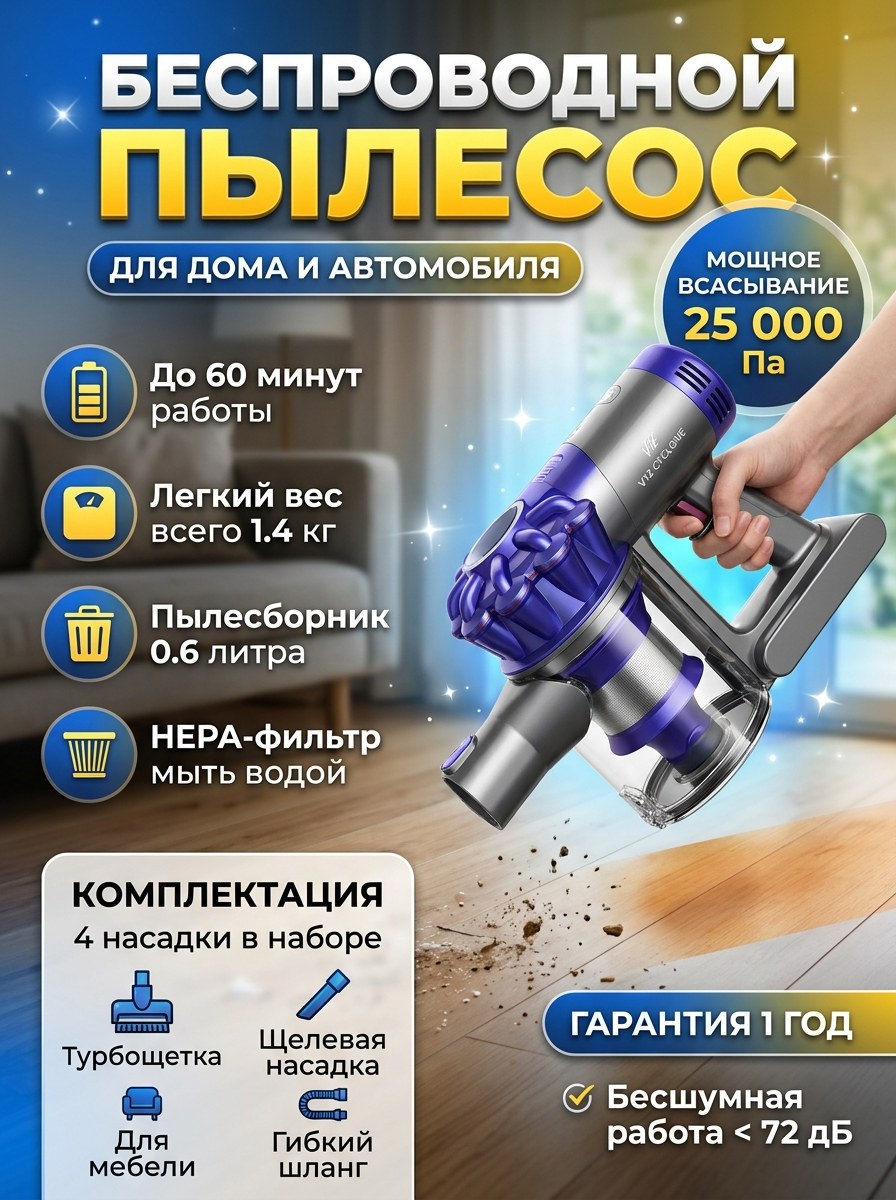 БЕСПРОВОДНОЙ
ПЫЛЕСОС
ДЛЯ ДОМА И АВТОМОБИЛЯ
МОЩНОЕ
ВСАСЫВАНИЕ
25 000
Па
До 60 минут
работы
Легкий вес
всего 1.4 кг
Пылесборник
0.6 литра
HEPA-фильтр
мыть водой
V12 CYCLONE
КОМПЛЕКТАЦИЯ
4 насадки в наборе
Турбощетка
Щелевая
насадка
Для
мебели
Гибкий
шланг
ГАРАНТИЯ 1 ГОД
Бесшумная
работа < 72 дБ